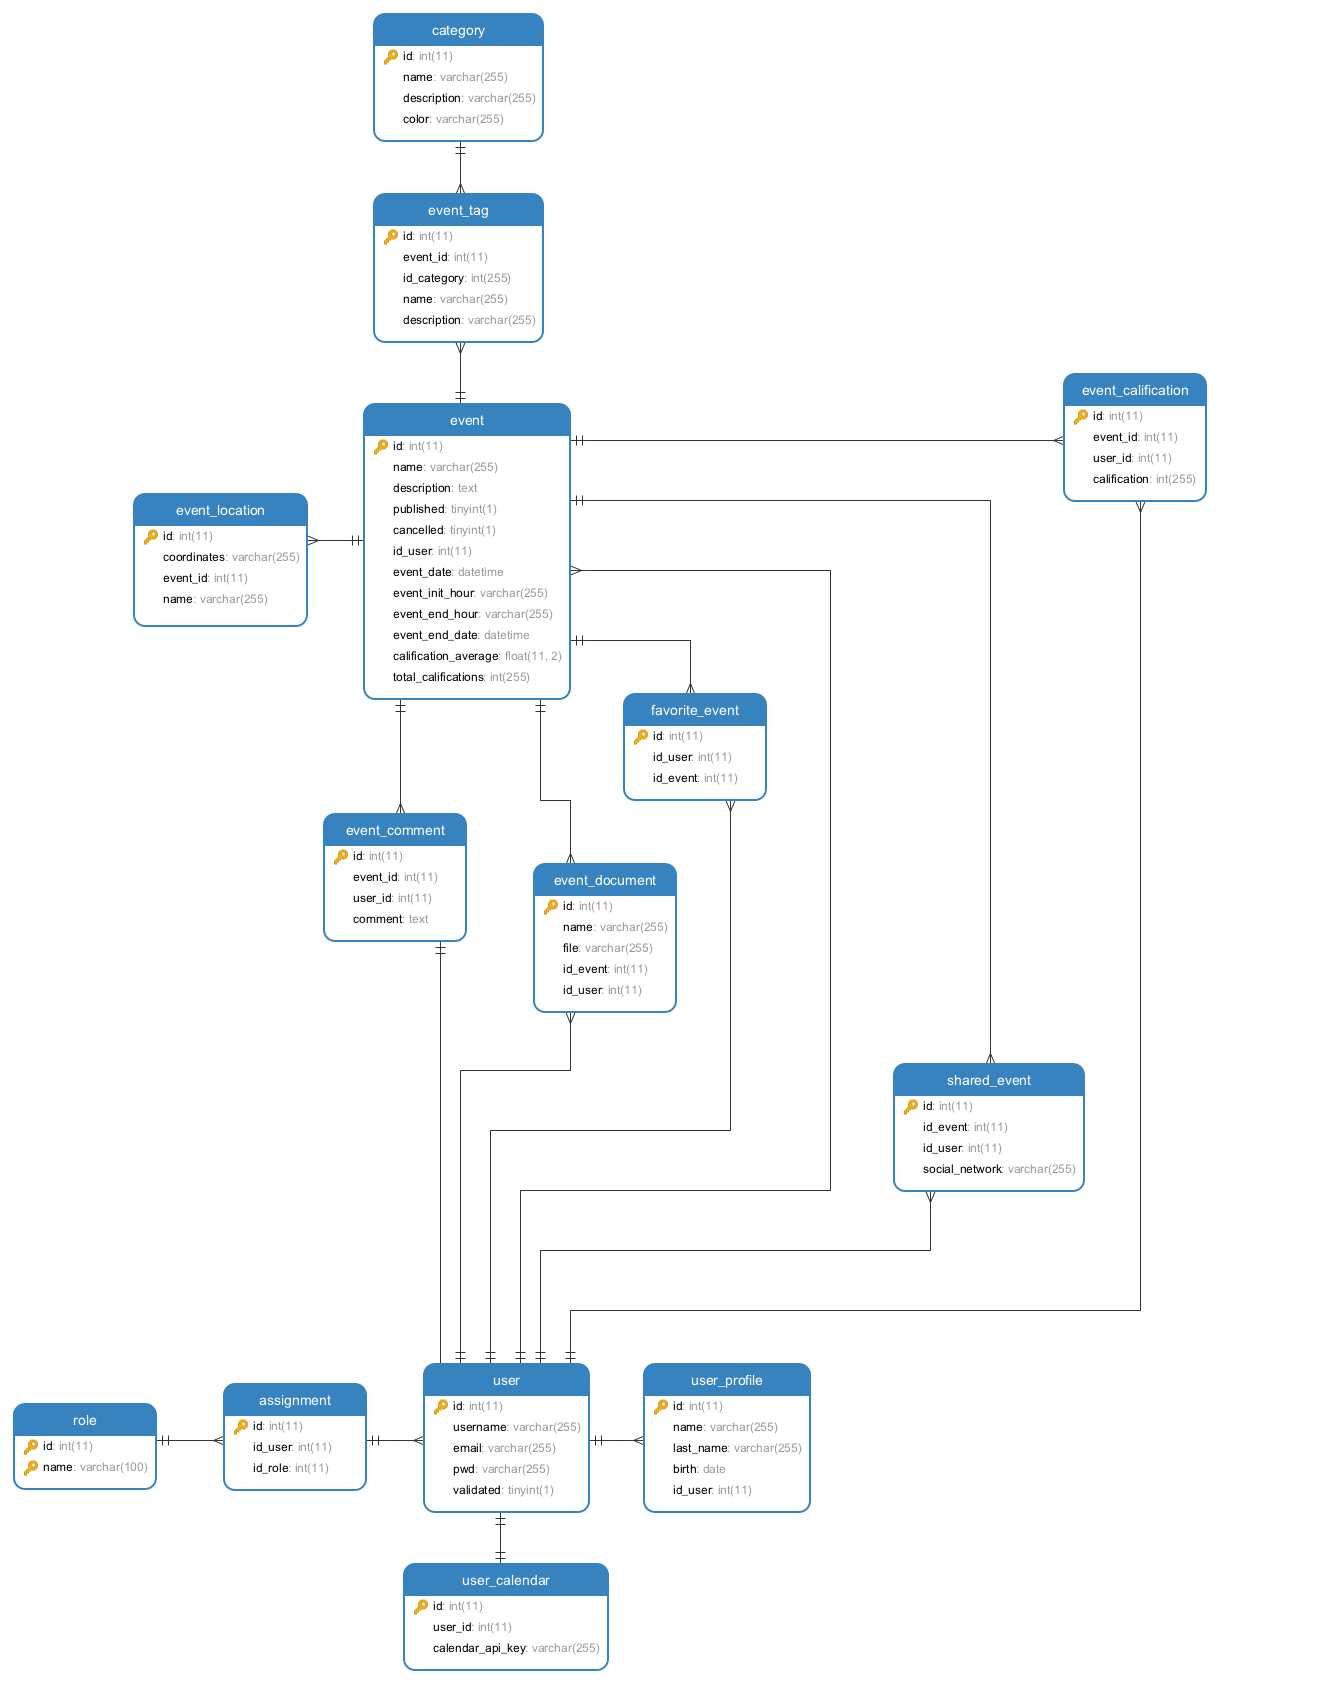 category
id: int(11)
name: varchar(255)
description: varchar(255)
color: varchar(255)
event_tag
id: int(11)
event_id: int(11)
id_category: int(255)
name: varchar(255)
description: varchar(255)
event
id: int(11)
name: varchar(255)
description: text
published: tinyint(1)
cancelled: tinyint(1)
id_user: int(11)
event_date: datetime
event_init_hour: varchar(255)
event_end_hour: varchar(255)
event_end_date: datetime
calification_average: float(11, 2)
total_califications: int(255)
event_calification
id: int(11)
event_id: int(11)
user_id: int(11)
calification: int(255)
event_location
id: int(11)
coordinates: varchar(255)
event_id: int(11)
name: varchar(255)
favorite_event
id: int(11)
id_user: int(11)
id_event: int(11)
event_comment
id: int(11)
event_id: int(11)
user_id: int(11)
comment: text
event_document
id: int(11)
name: varchar(255)
file: varchar(255)
id_event: int(11)
id_user: int(11)
shared_event
id: int(11)
id_event: int(11)
id_user: int(11)
social_network: varchar(255)
role
id: int(11)
name: varchar(100)
assignment
id: int(11)
id_user: int(11)
id_role: int(11)
user
id: int(11)
username: varchar(255)
email: varchar(255)
pwd: varchar(255)
validated: tinyint(1)
user_profile
id: int(11)
name: varchar(255)
last_name: varchar(255)
birth: date
id_user: int(11)
user_calendar
id: int(11)
user_id: int(11)
calendar_api_key: varchar(255)